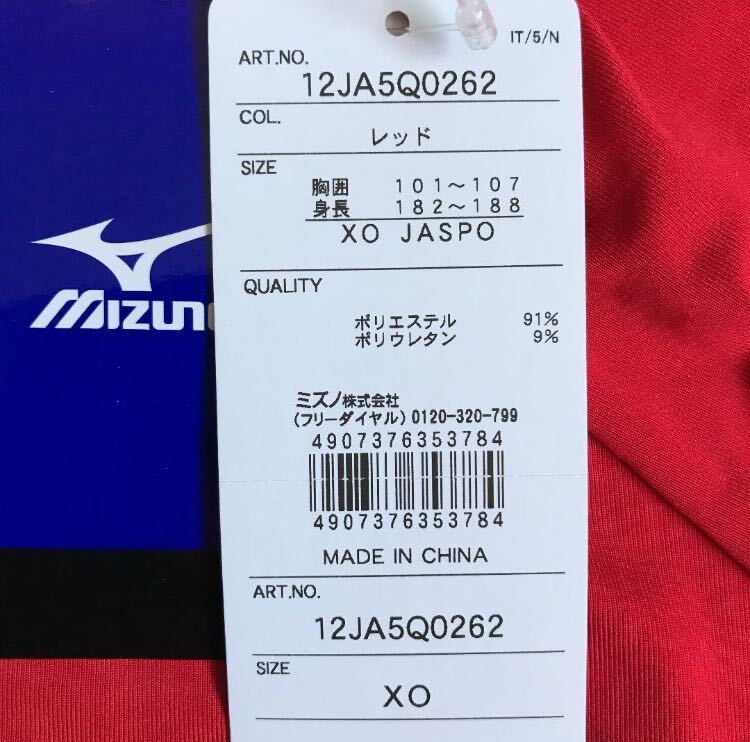 IT/5/N
ART.NO.
12JA5Q0262
COL.
レッド
SIZE
胸囲 101~107
身長 182~188
XO JASPO
QUALITY
ポリエステル 91%
ポリウレタン 9%
ミズノ株式会社
(フリーダイヤル) 0120-320-799
4907376353784
4907376353784
MADE IN CHINA
ART.NO.
12JA5Q0262
SIZE
XO
MIZUN